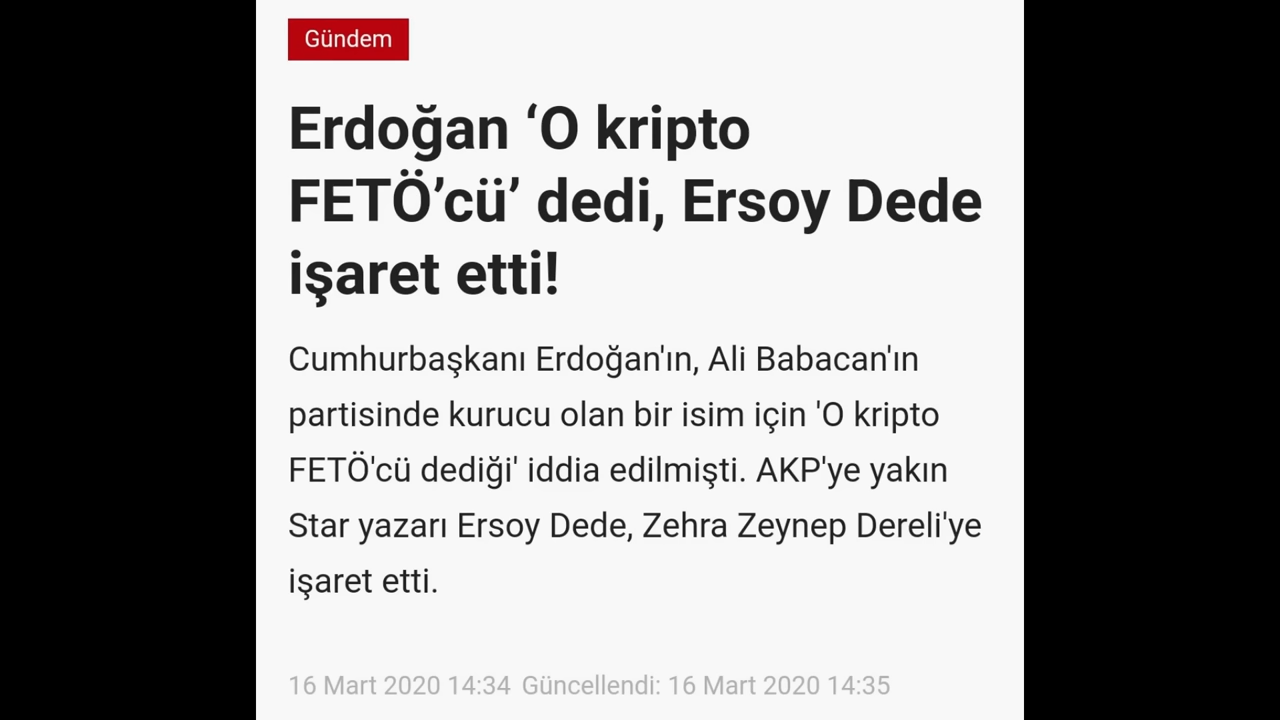 Gündem
Erdoğan ‘O kripto
FETÖ’cü’ dedi, Ersoy Dede
işaret etti!
Cumhurbaşkanı Erdoğan'ın, Ali Babacan'ın
partisinde kurucu olan bir isim için 'O kripto
FETÖ'cü dediği' iddia edilmişti. AKP'ye yakın
Star yazarı Ersoy Dede, Zehra Zeynep Dereli'ye
işaret etti.
16 Mart 2020 14:34 Güncellendi: 16 Mart 2020 14:35